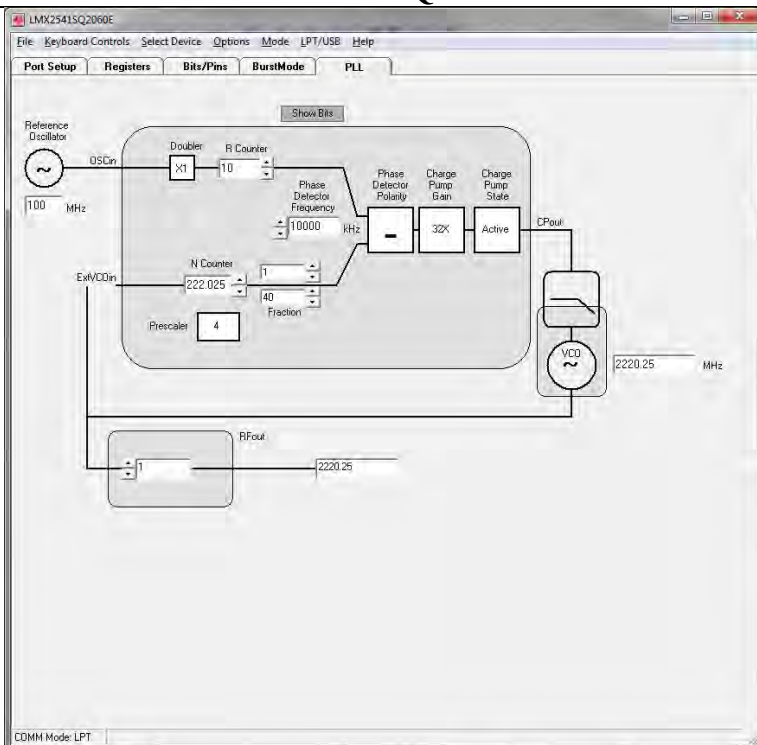 LMX2541SQ2060E
File Keyboard Controls Select Device Options Mode LPT/USB Help
Port Setup Registers Bits/Pins BurstMode PLL
Show Bits
Reference
Oscillator
OSCin
Doubler
R Counter
X1
10
100 MHz
Phase
Detector
Frequency
10000 kHz
Phase
Detector
Polarity
-
Charge
Pump
Gain
32X
Charge
Pump
State
Active
CPout
ExtVCOin
N Counter
222.025
1
40
Fraction
Prescaler 4
VCO
2220.25 MHz
RFout
1
2220.25
COMM Mode: LPT